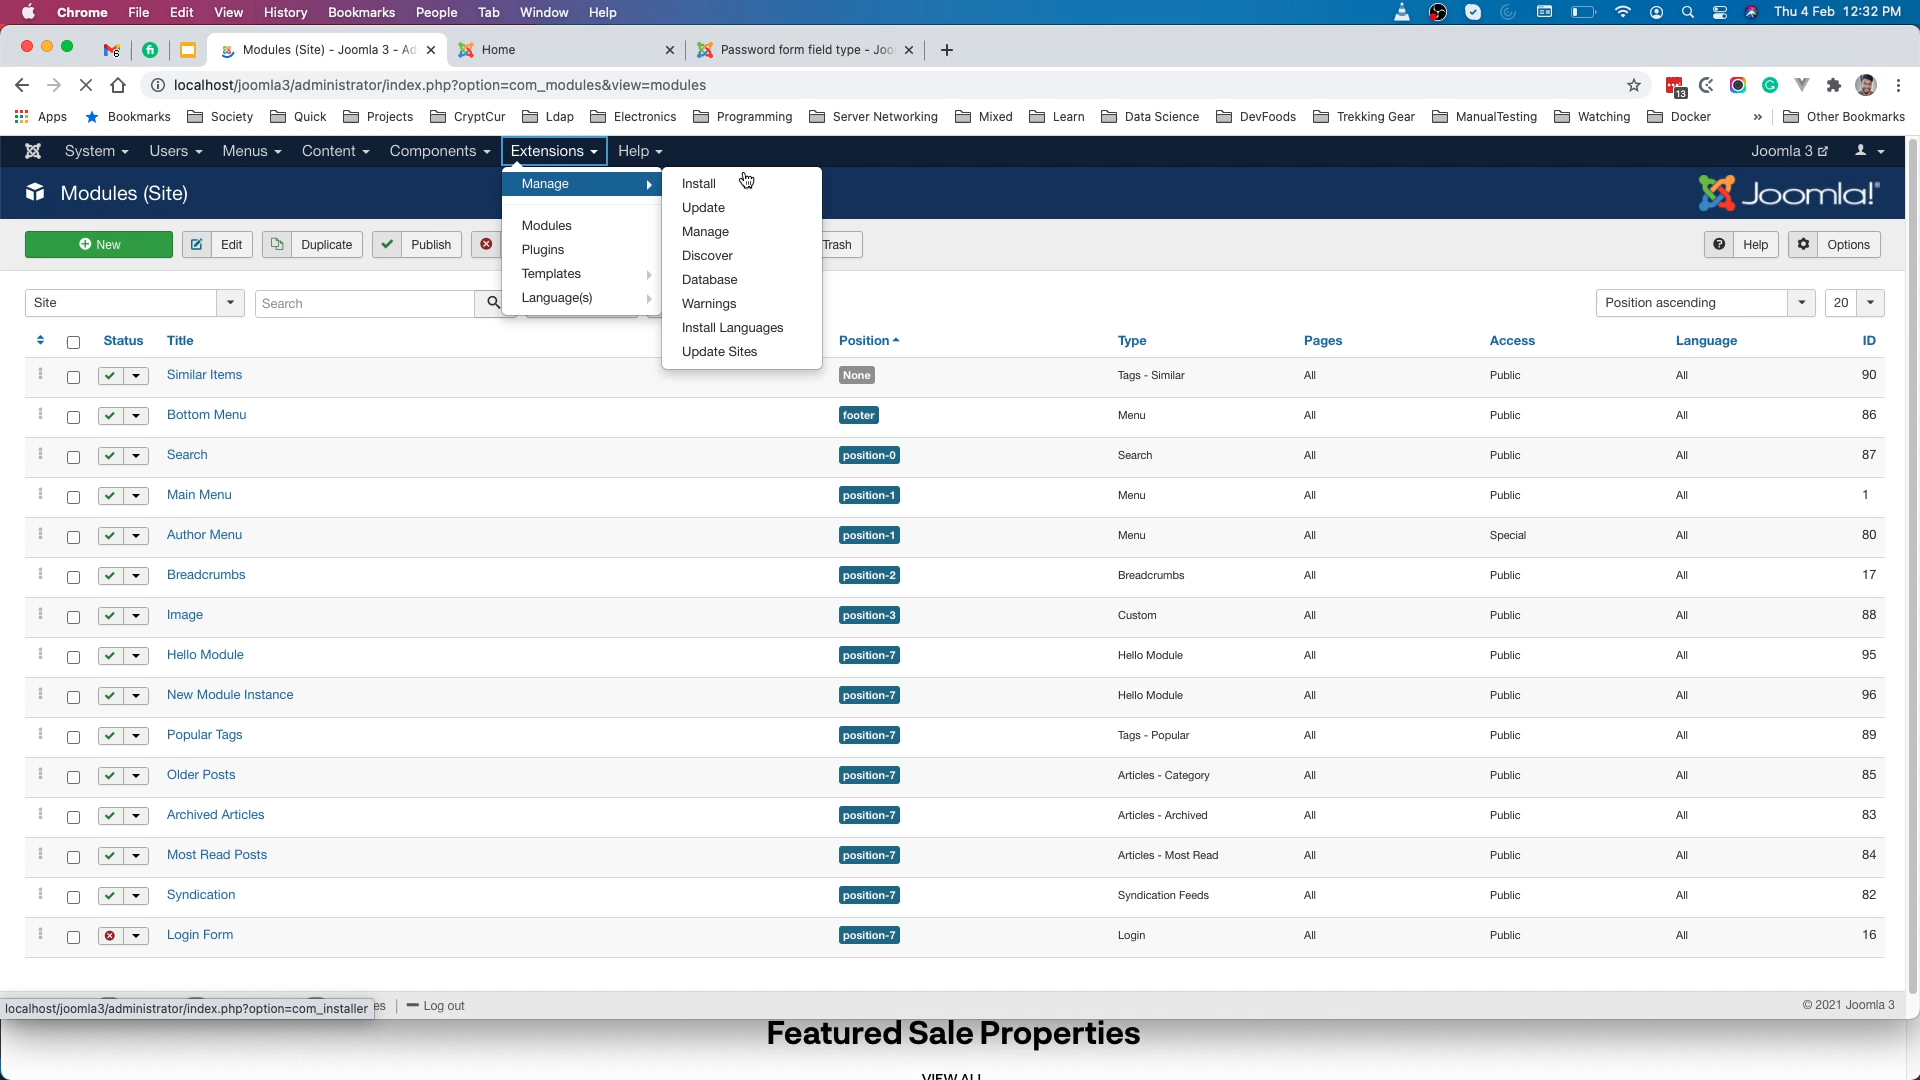 Chrome File Edit View History Bookmarks People Tab Window Help Thu 4 Feb 12:32 PM
Modules (Site) - Joomla 3 - Ad Home Password form field type - Joo
localhost/joomla3/administrator/index.php?option=com_modules&view=modules 13
Apps Bookmarks Society Quick Projects CryptCur Ldap Electronics Programming Server Networking Mixed Learn Data Science DevFoods Trekking Gear ManualTesting Watching Docker » Other Bookmarks
System Users Menus Content Components Extensions Help Joomla 3
Modules (Site) Joomla!®
Manage
Modules
Plugins
Templates
Language(s)
Install
Update
Manage
Discover
Database
Warnings
Install Languages
Update Sites
New Edit Duplicate Publish Trash Help Options
Site Search Position ascending 20
Status Title Position Type Pages Access Language ID
Similar Items None Tags - Similar All Public All 90
Bottom Menu footer Menu All Public All 86
Search position-0 Search All Public All 87
Main Menu position-1 Menu All Public All 1
Author Menu position-1 Menu All Special All 80
Breadcrumbs position-2 Breadcrumbs All Public All 17
Image position-3 Custom All Public All 88
Hello Module position-7 Hello Module All Public All 95
New Module Instance position-7 Hello Module All Public All 96
Popular Tags position-7 Tags - Popular All Public All 89
Older Posts position-7 Articles - Category All Public All 85
Archived Articles position-7 Articles - Archived All Public All 83
Most Read Posts position-7 Articles - Most Read All Public All 84
Syndication position-7 Syndication Feeds All Public All 82
Login Form position-7 Login All Public All 16
localhost/joomla3/administrator/index.php?option=com_installer es Log out © 2021 Joomla 3
Featured Sale Properties
VIEW ALL